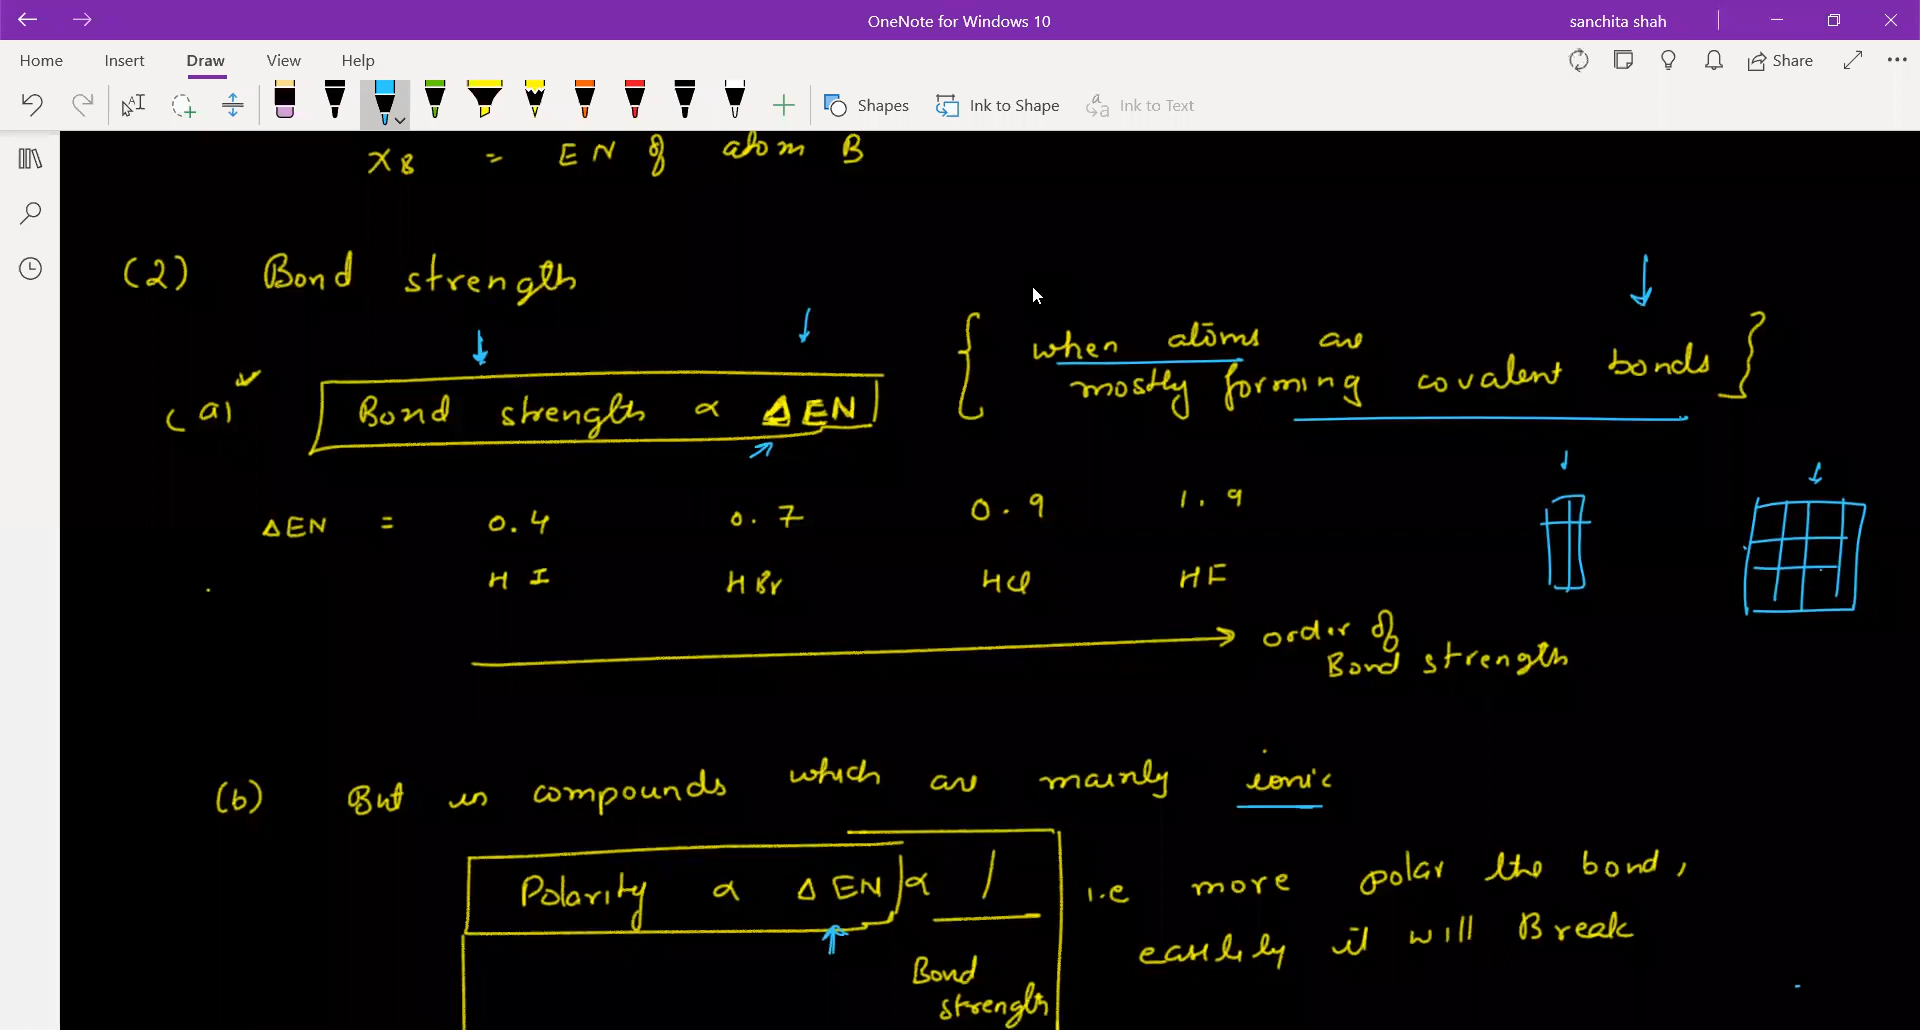 OneNote for Windows 10
sanchita shah
Home Insert Draw View Help
Share
Shapes
Ink to Shape
Ink to Text
XB = EN of atom B
(2) Bond strength
(a) Bond strength ∝ ΔEN
{ when atoms are
mostly forming covalent bonds }
ΔEN = 0.4 0.7 0.9 1.9
HI HBr HCl HF
order of
Bond strength
(b) But in compounds which are mainly ionic
Polarity ∝ ΔEN ∝ 1
Bond
strength
i.e more polar the bond,
easlily it will Break